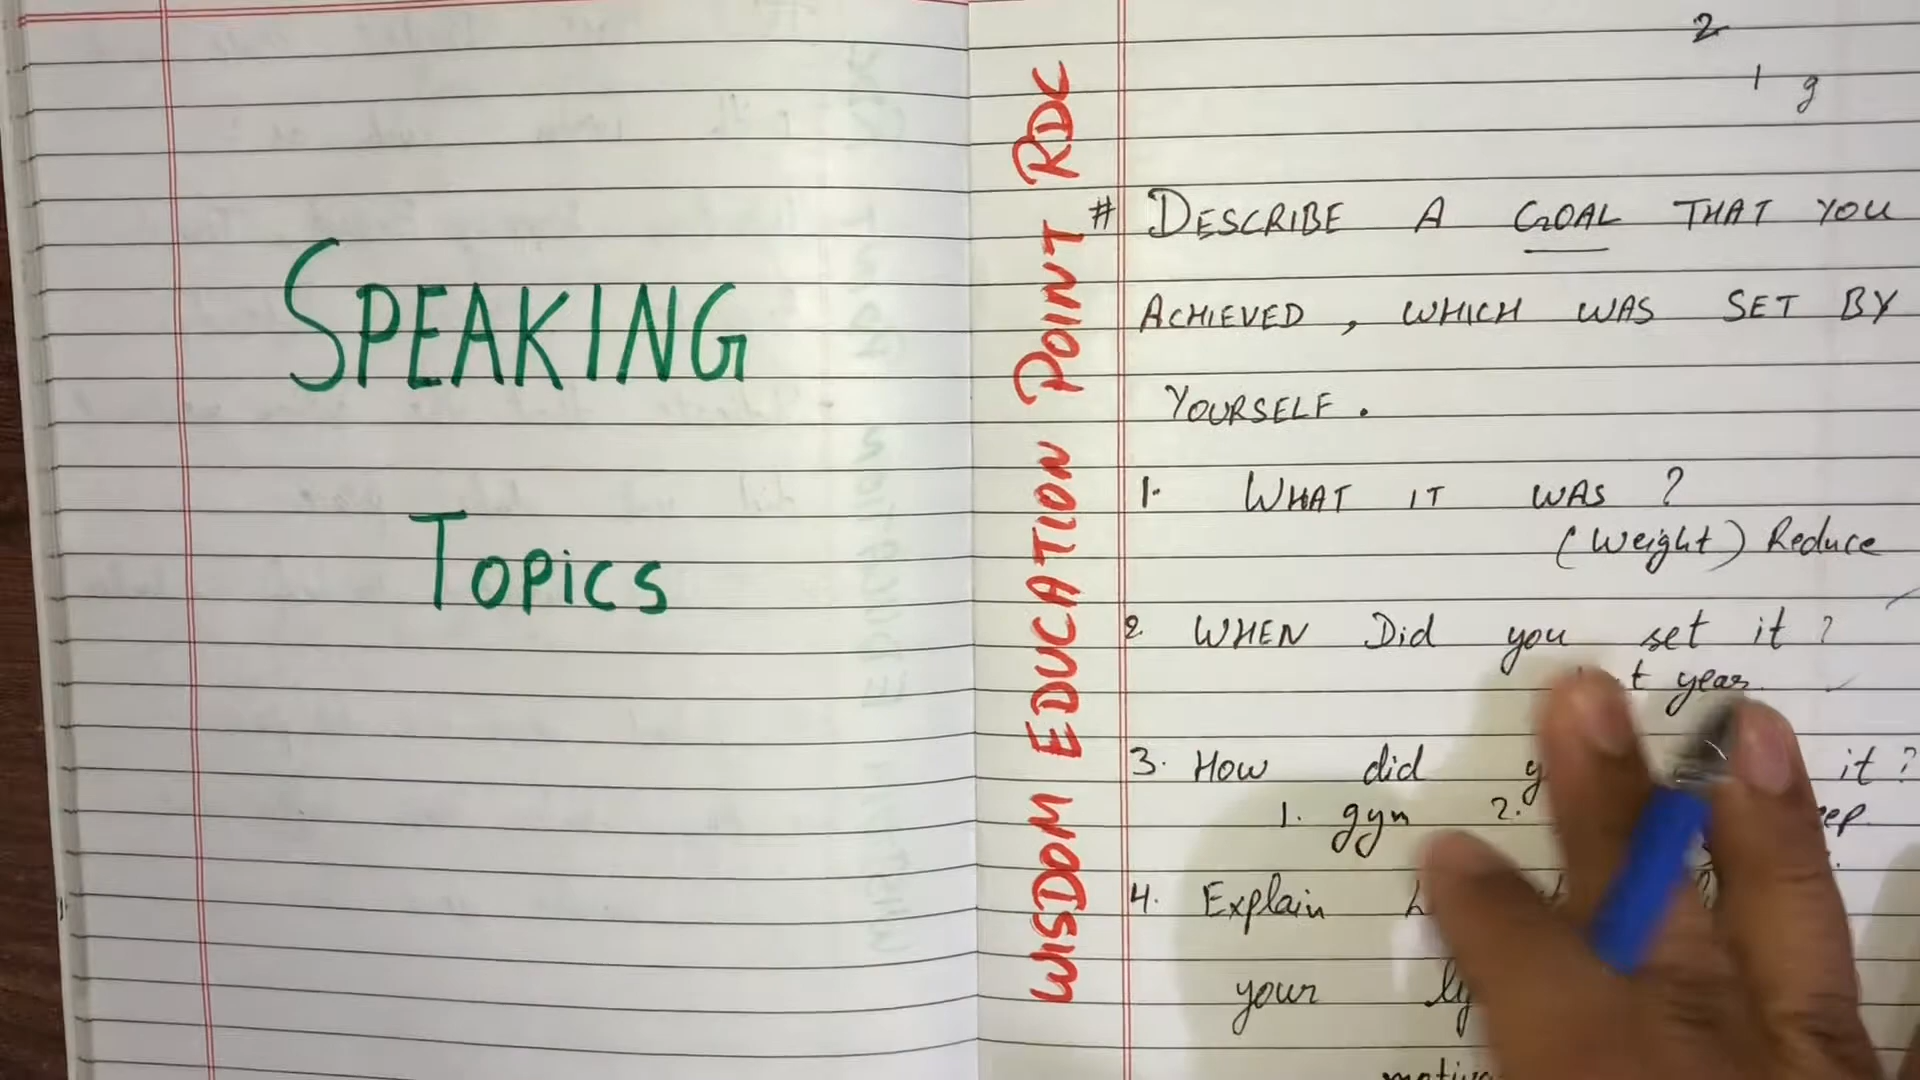 SPEAKING
TOPICS
WISDOM EDUCATION POINT RDC
2
1 g
# DESCRIBE A GOAL THAT YOU
ACHIEVED, WHICH WAS SET BY
YOURSELF.
1. WHAT IT WAS?
(Weight) Reduce
2. WHEN Did you set it?
year.
3. HOW did it?
1. gym 2.
4. Explain
your